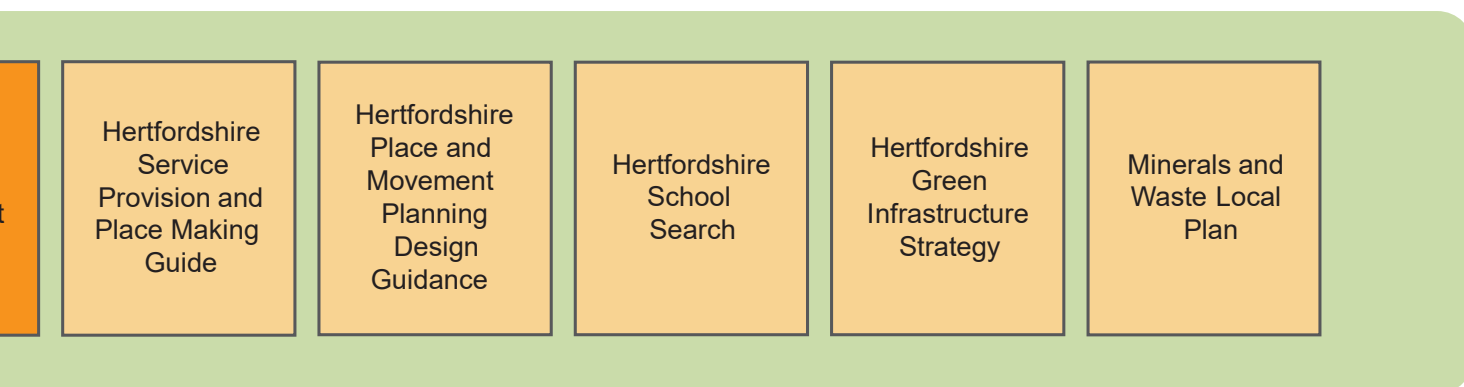 Hertfordshire
Service
Provision and
Place Making
Guide
Hertfordshire
Place and
Movement
Planning
Design
Guidance
Hertfordshire
School
Search
Hertfordshire
Green
Infrastructure
Strategy
Minerals and
Waste Local
Plan